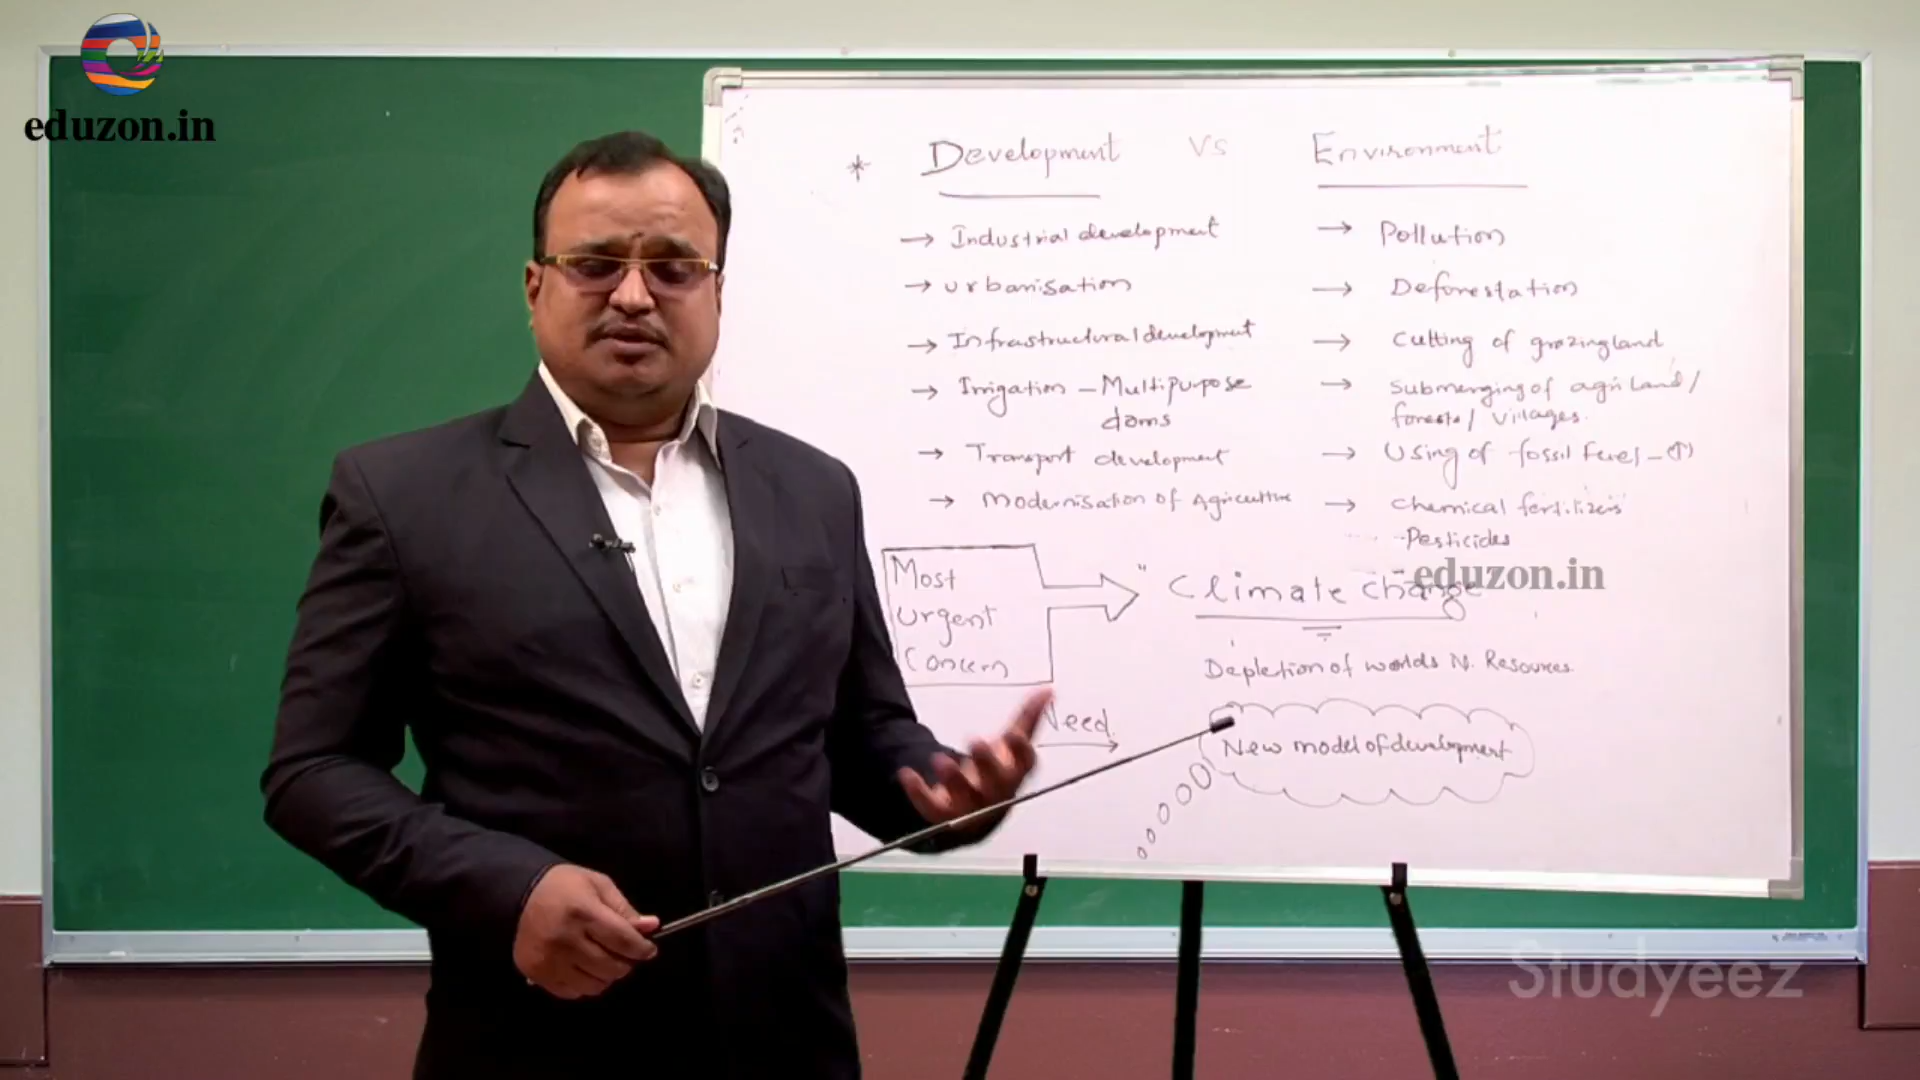 eduzon.in
* Development vs Environment
→ Industrial development → Pollution
→ Urbanisation → Deforestation
→ Infrastructural development → Cutting of grazing land
→ Irrigation - Multipurpose dams → Submerging of agri land / forests / villages.
→ Transport development → Using of fossil fuel - (↑)
→ Modernisation of Agriculture → Chemical fertilizers
- Pesticides
eduzon.in
Most Urgent Concern
" Climate change
Depletion of worlds N. Resources
Need →
New model of development
Studyeez